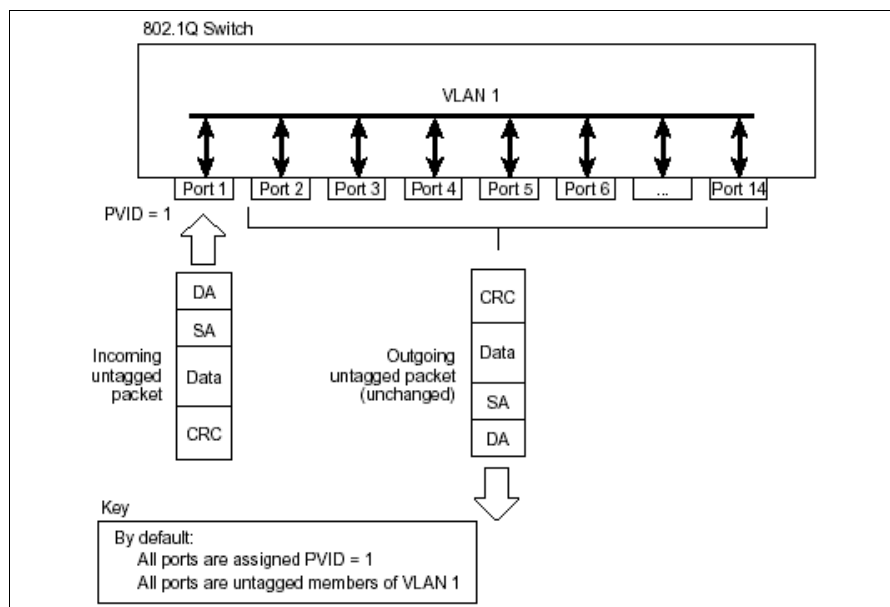 802.1Q Switch
VLAN 1
Port 1
Port 2
Port 3
Port 4
Port 5
Port 6
...
Port 14
PVID = 1
DA
SA
Data
CRC
Incoming
untagged
packet
CRC
Data
SA
DA
Outgoing
untagged packet
(unchanged)
Key
By default:
All ports are assigned PVID = 1
All ports are untagged members of VLAN 1